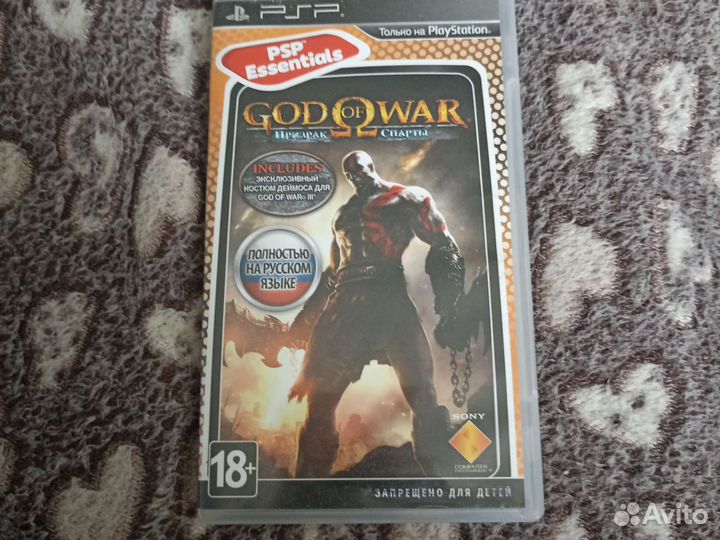 PSP
Только на PlayStation
PSP
Essentials
GOD OF WAR
Призрак Спарты
INCLUDES
ЭКСКЛЮЗИВНЫЙ
КОСТЮМ ДЕЙМОСА ДЛЯ
GOD OF WAR III*
ПОЛНОСТЬЮ
НА РУССКОМ
ЯЗЫКЕ
SONY
COMPUTER
18+
ЗАПРЕЩЕНО ДЛЯ ДЕТЕЙ
Avito